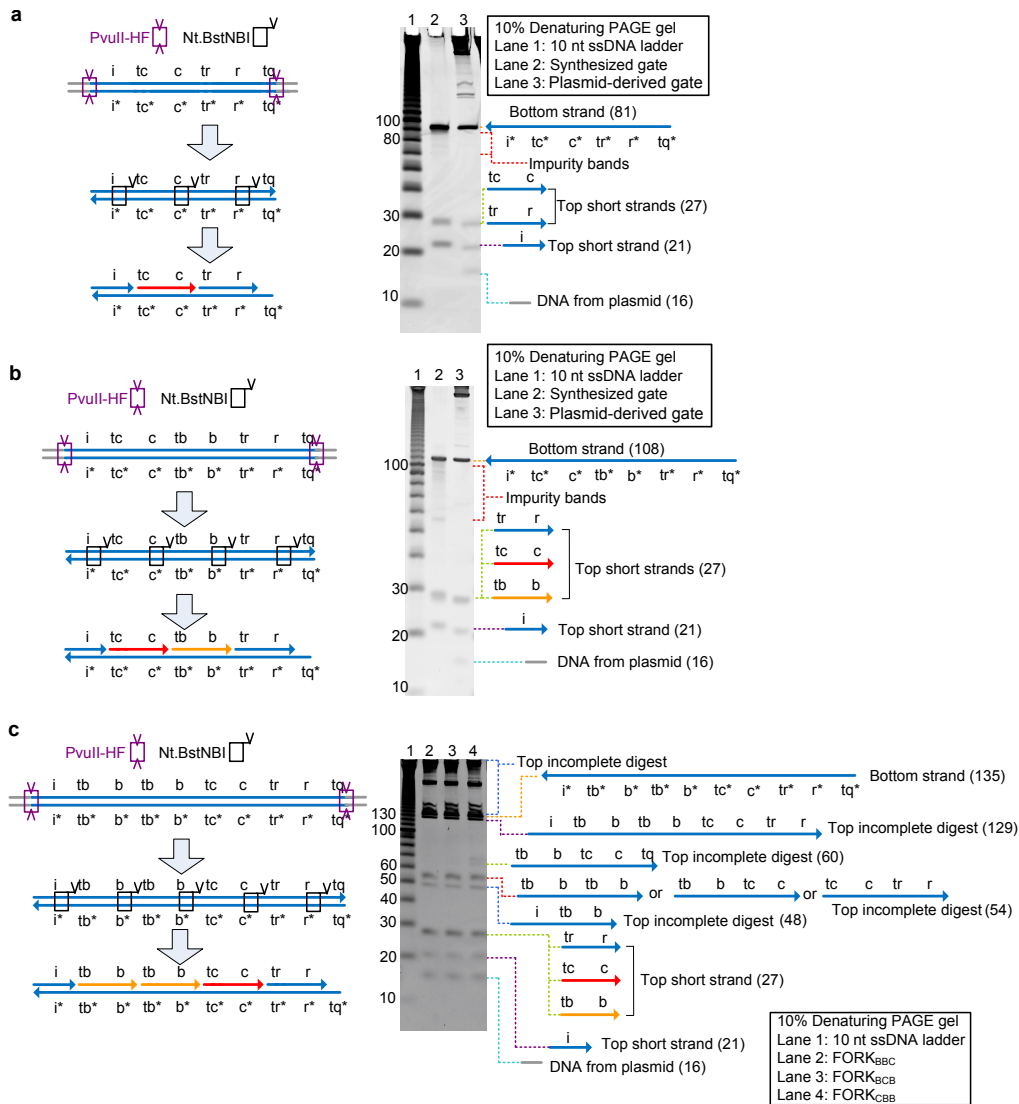 a
PvuII-HF Nt.BstNBI
i tc c tr r tq
i* tc* c* tr* r* tq*
i tc c tr r tq
i* tc* c* tr* r* tq*
i tc c tr r
i* tc* c* tr* r* tq*
1 2 3
100
80
30
20
10
10% Denaturing PAGE gel
Lane 1: 10 nt ssDNA ladder
Lane 2: Synthesized gate
Lane 3: Plasmid-derived gate
Bottom strand (81)
i* tc* c* tr* r* tq*
Impurity bands
tc c
tr r
Top short strands (27)
i
Top short strand (21)
DNA from plasmid (16)
b
PvuII-HF Nt.BstNBI
i tc c tb b tr r tq
i* tc* c* tb* b* tr* r* tq*
i tc c tb b tr r tq
i* tc* c* tb* b* tr* r* tq*
i tc c tb b tr r
i* tc* c* tb* b* tr* r* tq*
1 2 3
100
30
20
10
10% Denaturing PAGE gel
Lane 1: 10 nt ssDNA ladder
Lane 2: Synthesized gate
Lane 3: Plasmid-derived gate
Bottom strand (108)
i* tc* c* tb* b* tr* r* tq*
Impurity bands
tr r
tc c
tb b
Top short strands (27)
i
Top short strand (21)
DNA from plasmid (16)
c
PvuII-HF Nt.BstNBI
i tb b tb b tc c tr r tq
i* tb* b* tb* b* tc* c* tr* r* tq*
i tb b tb b tc c tr r tq
i* tb* b* tb* b* tc* c* tr* r* tq*
i tb b tb b tc c tr r
i* tb* b* tb* b* tc* c* tr* r* tq*
1 2 3 4
130
100
60
50
40
30
20
10
Top incomplete digest
Bottom strand (135)
i* tb* b* tb* b* tc* c* tr* r* tq*
i tb b tb b tc c tr r
Top incomplete digest (129)
tb b tc c tq
Top incomplete digest (60)
tb b tb b or tb b tc c or tc c tr r
Top incomplete digest (54)
i tb b
Top incomplete digest (48)
tr r
tc c
tb b
Top short strand (27)
i
Top short strand (21)
DNA from plasmid (16)
10% Denaturing PAGE gel
Lane 1: 10 nt ssDNA ladder
Lane 2: FORKBBC
Lane 3: FORKBCB
Lane 4: FORKCBB